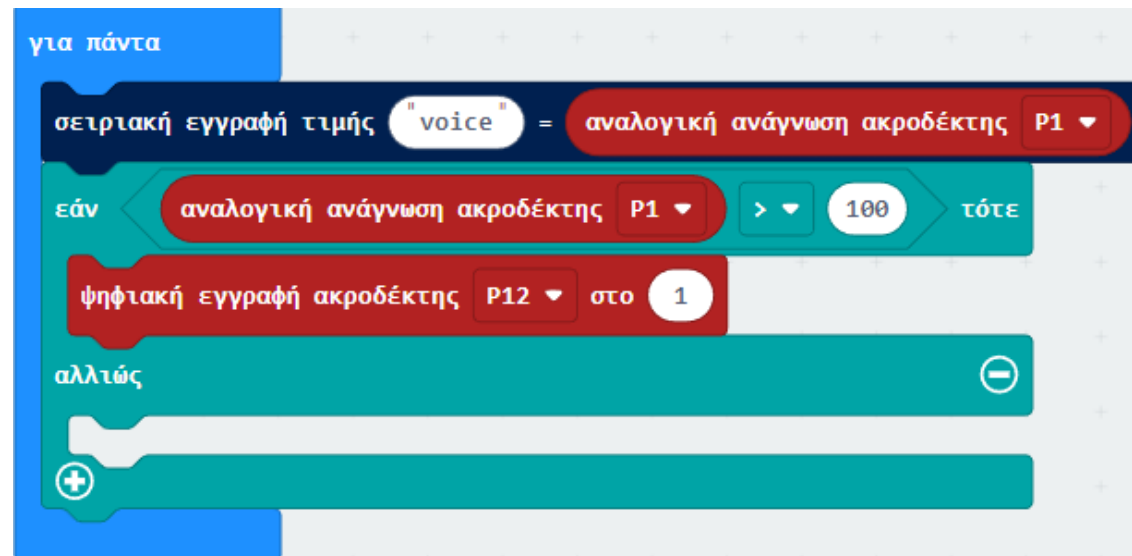 για πάντα
σειριακή εγγραφή τιμής "voice" = αναλογική ανάγνωση ακροδέκτης P1
εάν αναλογική ανάγνωση ακροδέκτης P1 > 100 τότε
ψηφιακή εγγραφή ακροδέκτης P12 στο 1
αλλιώς